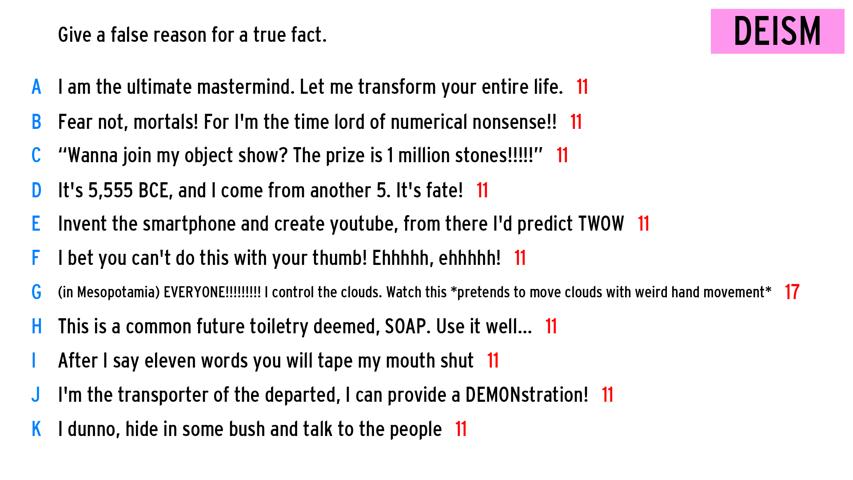 Give a false reason for a true fact.
DEISM
A I am the ultimate mastermind. Let me transform your entire life. 11
B Fear not, mortals! For I'm the time lord of numerical nonsense!! 11
C “Wanna join my object show? The prize is 1 million stones!!!!!” 11
D It's 5,555 BCE, and I come from another 5. It's fate! 11
E Invent the smartphone and create youtube, from there I'd predict TWOW 11
F I bet you can't do this with your thumb! Ehhhhh, ehhhhh! 11
G (in Mesopotamia) EVERYONE!!!!!!!!! I control the clouds. Watch this *pretends to move clouds with weird hand movement* 17
H This is a common future toiletry deemed, SOAP. Use it well... 11
I After I say eleven words you will tape my mouth shut 11
J I'm the transporter of the departed, I can provide a DEMONstration! 11
K I dunno, hide in some bush and talk to the people 11